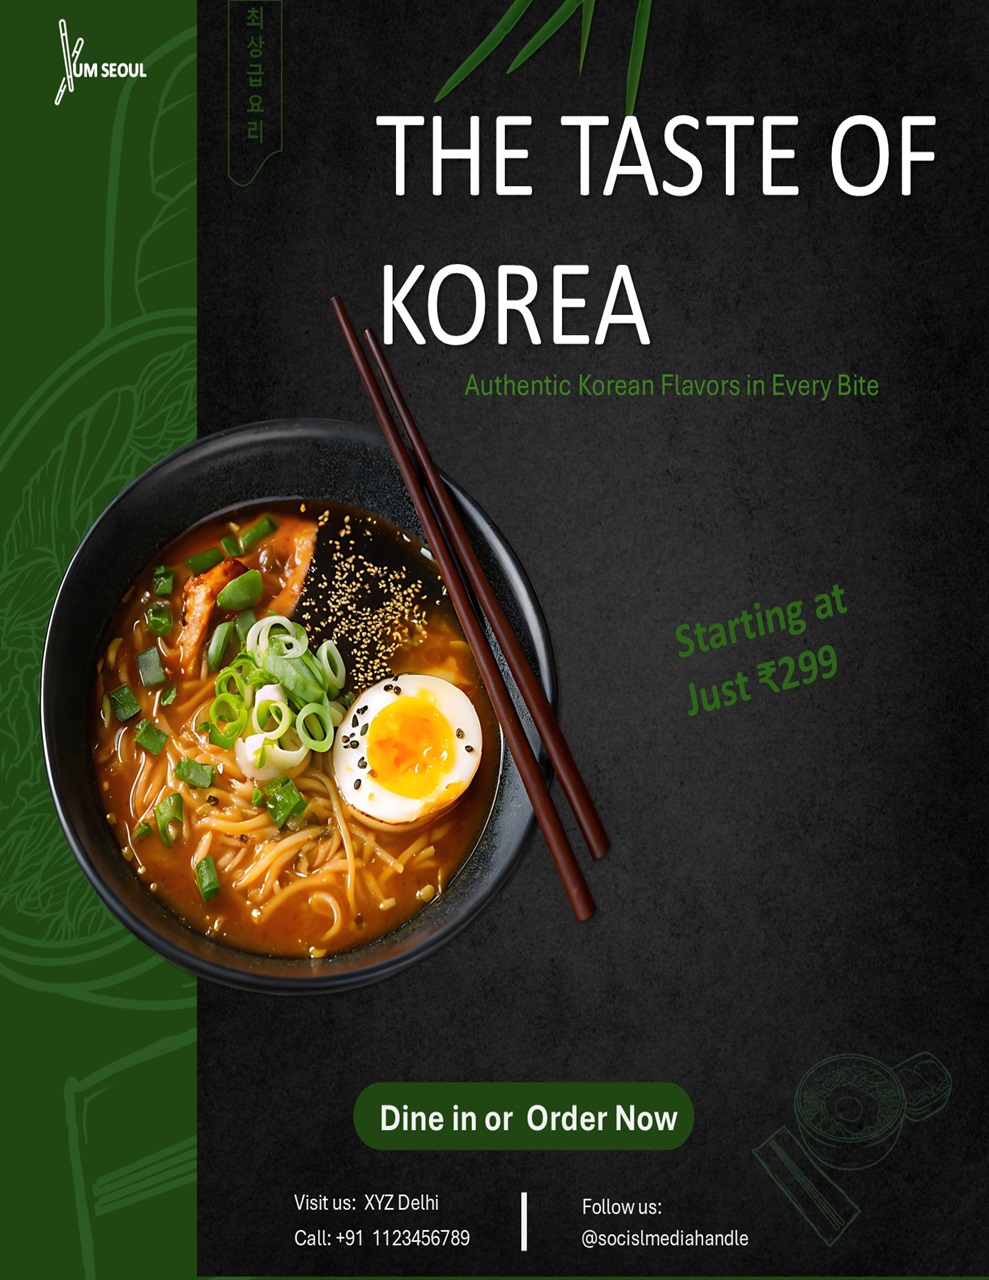 YUM SEOUL
최상급요리
THE TASTE OF
KOREA
Authentic Korean Flavors in Every Bite
Starting at
Just ₹299
Dine in or Order Now
Visit us: XYZ Delhi
Call: +91 1123456789
Follow us:
@socislmediahandle